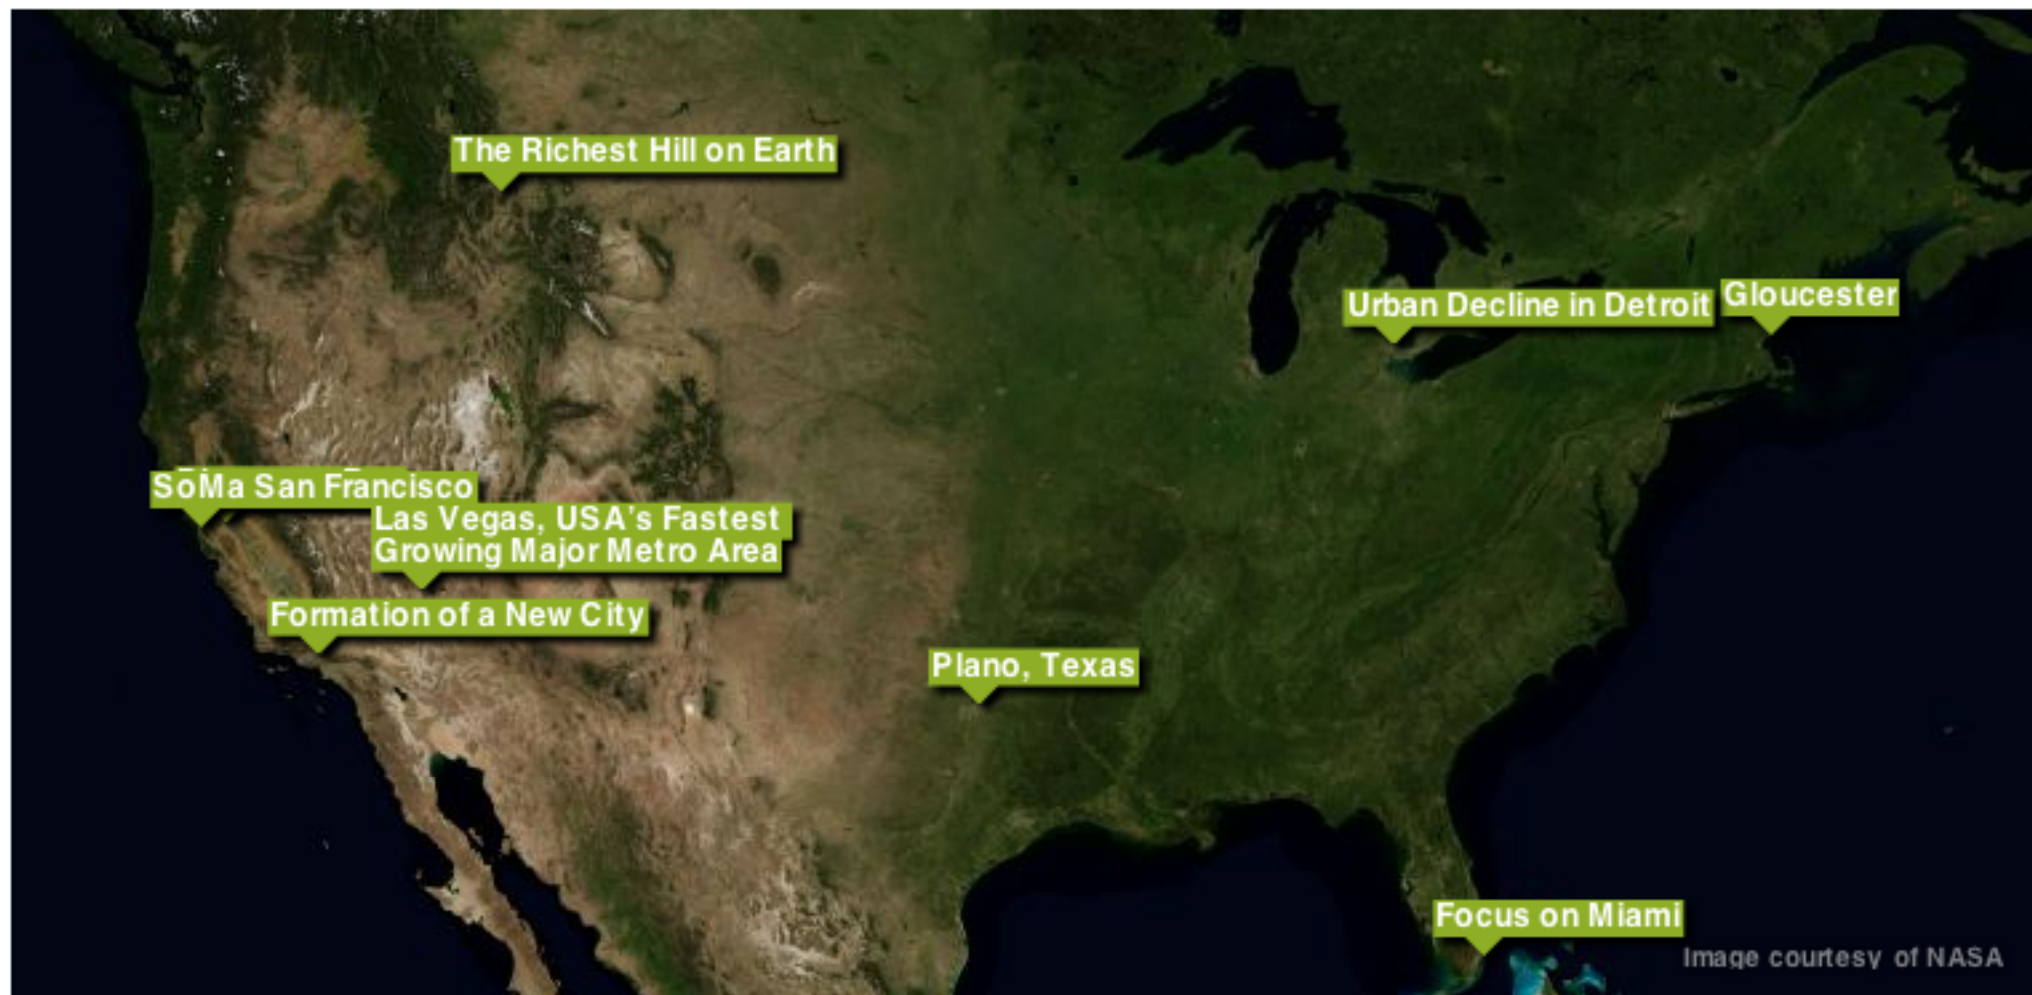 The Richest Hill on Earth
Urban Decline in Detroit
Gloucester
SoMa San Francisco
Las Vegas, USA's Fastest
Growing Major Metro Area
Formation of a New City
Plano, Texas
Focus on Miami
Image courtesy of NASA